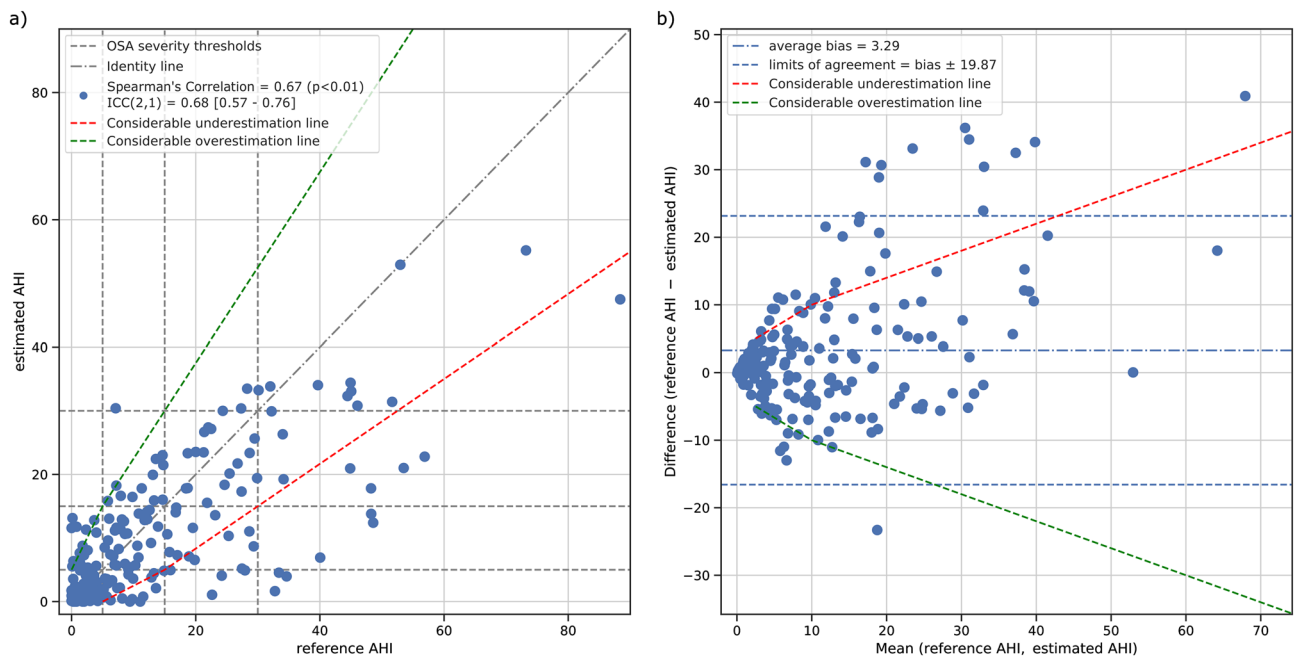 a)
OSA severity thresholds
Identity line
Spearman's Correlation = 0.67 (p<0.01)
ICC(2,1) = 0.68 [0.57 - 0.76]
Considerable underestimation line
Considerable overestimation line
80
60
40
20
0
estimated AHI
0
20
40
60
80
reference AHI
b)
average bias = 3.29
limits of agreement = bias ± 19.87
Considerable underestimation line
Considerable overestimation line
50
40
30
20
10
0
−10
−20
−30
Difference (reference AHI − estimated AHI)
0
10
20
30
40
50
60
70
Mean (reference AHI, estimated AHI)